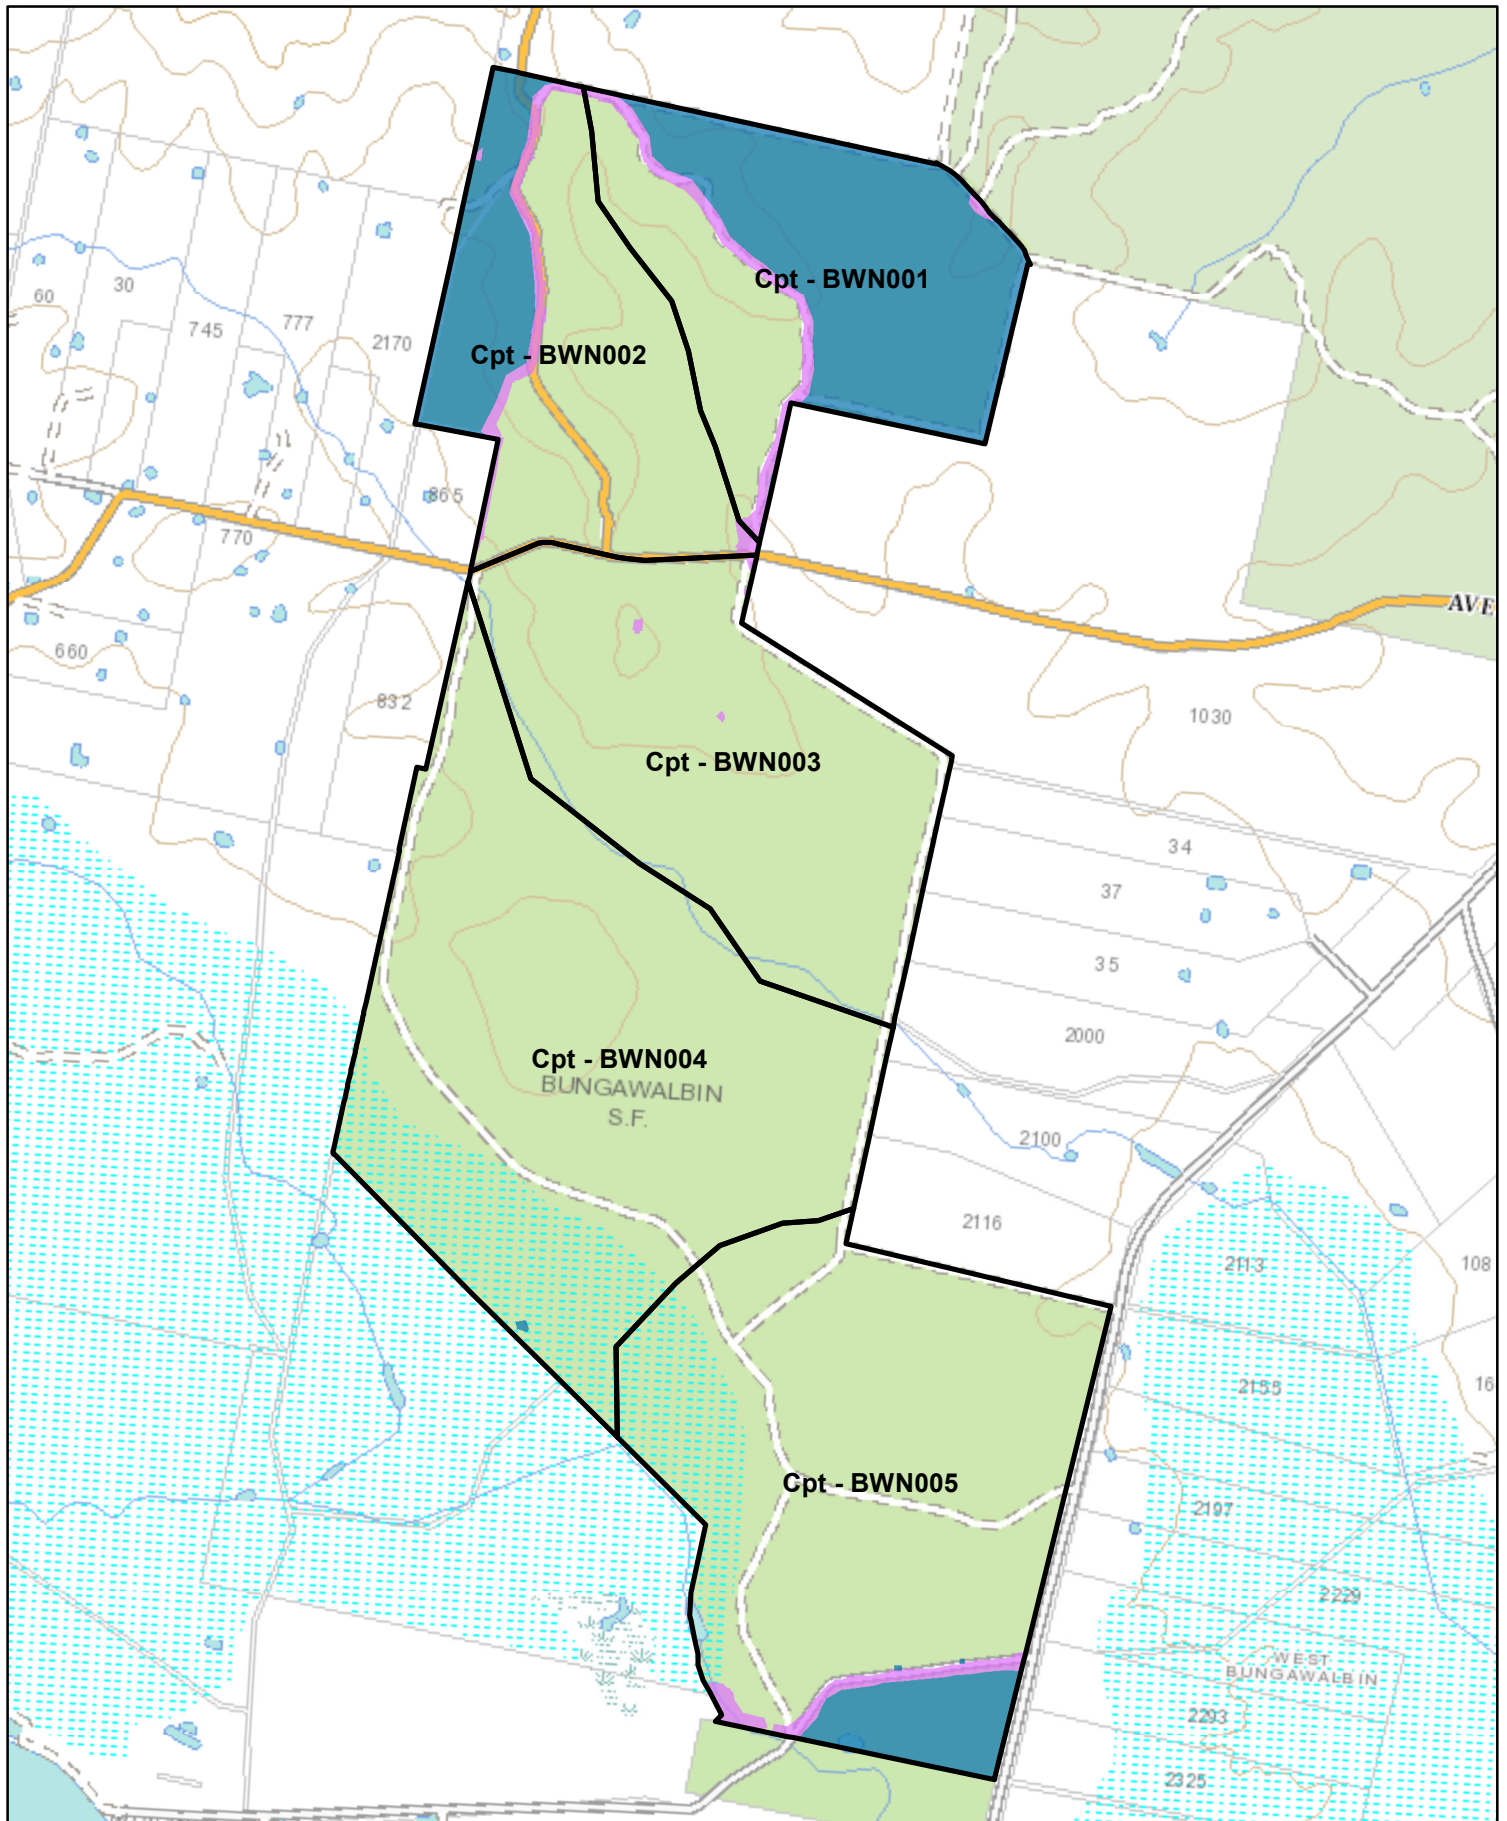 Cpt - BWN001
30
60
777
745
2170
Cpt - BWN002
865
770
AVE
660
832
1030
Cpt - BWN003
34
37
35
2000
Cpt - BWN004
BUNGAWALBIN
S.F.
2100
2116
2113
108
2155
16
Cpt - BWN005
2197
2229
WEST
BUNGAWALBIN
2293
2325